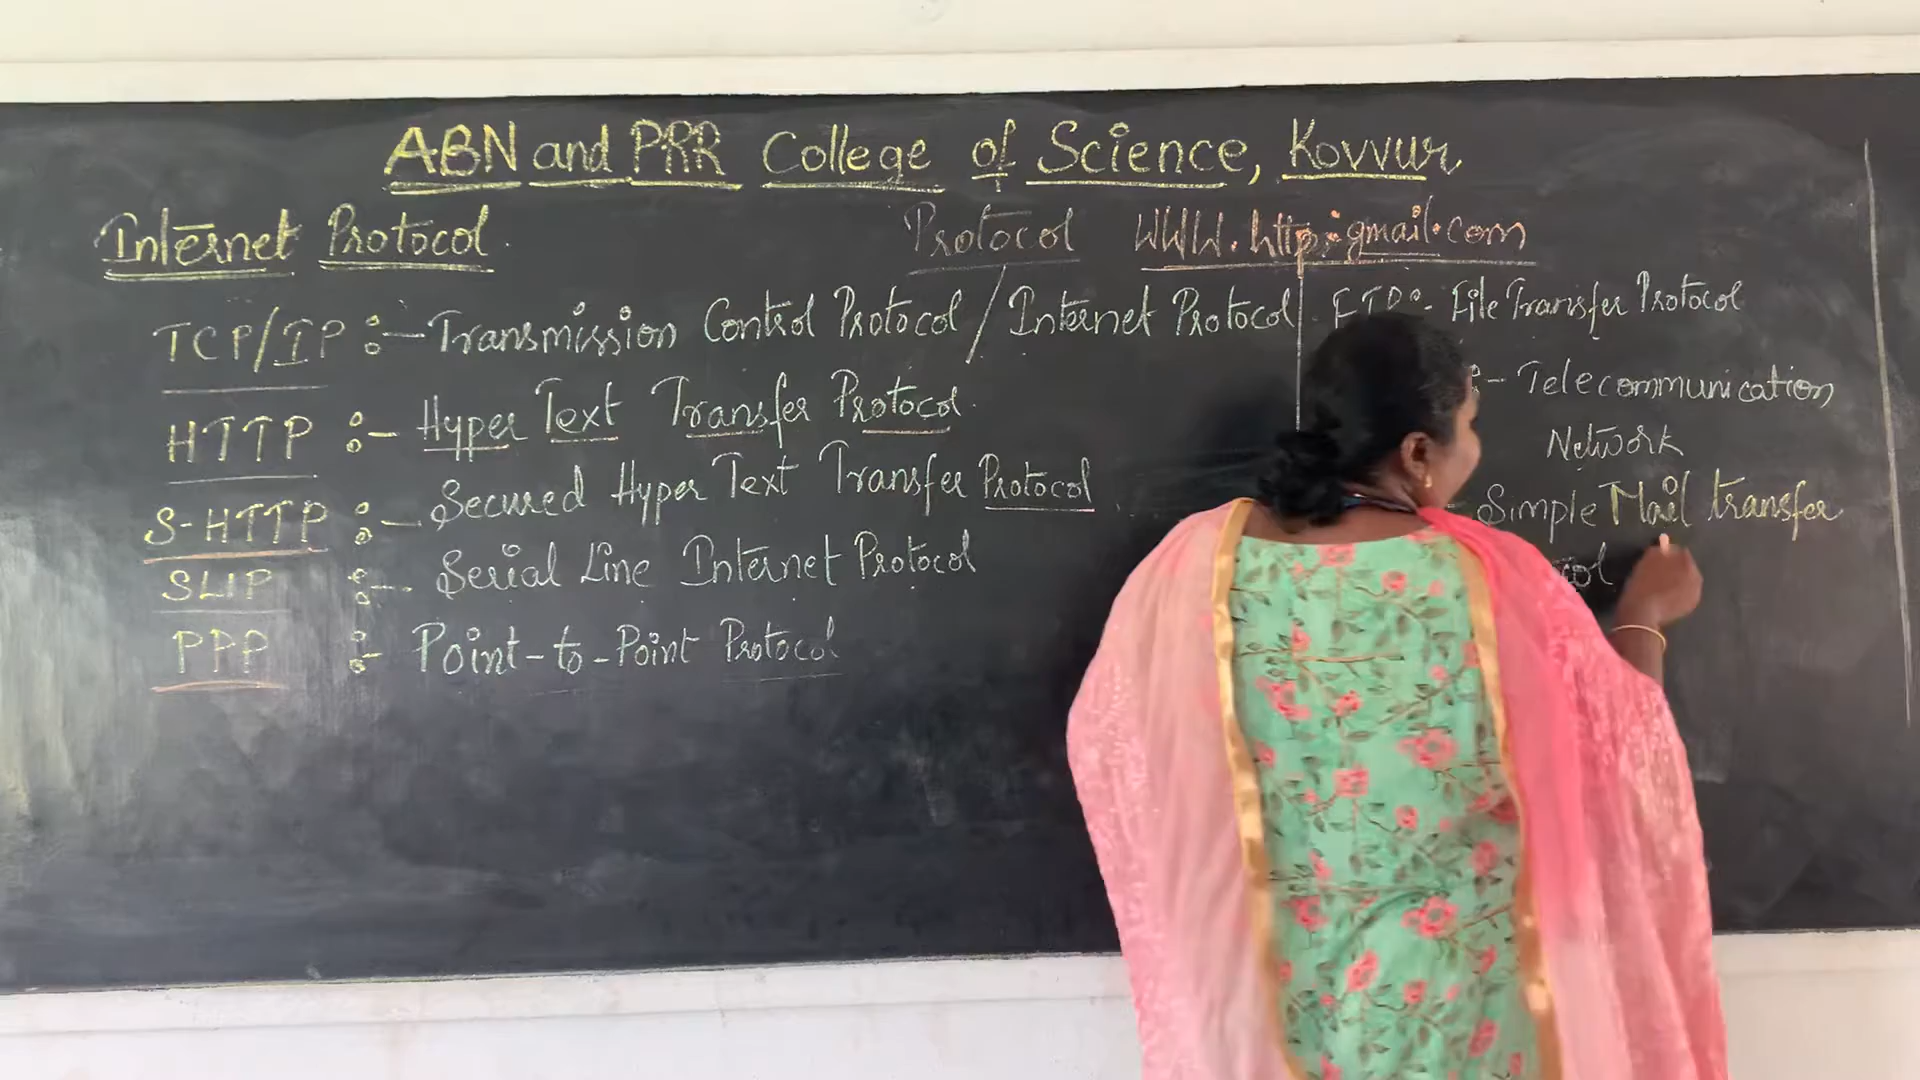 ABN and PRR College of Science, Kovvur
Internet Protocol.
Protocol www.http:gmail.com
TCP/IP :- Transmission Control Protocol / Internet Protocol
HTTP :- Hyper Text Transfer Protocol.
S-HTTP :- Secured Hyper Text Transfer Protocol
SLIP :- Serial Line Internet Protocol
PPP :- Point-to-Point Protocol
FTP :- File Transfer Protocol
:- Telecommunication
Network
- Simple Mail transfer
col